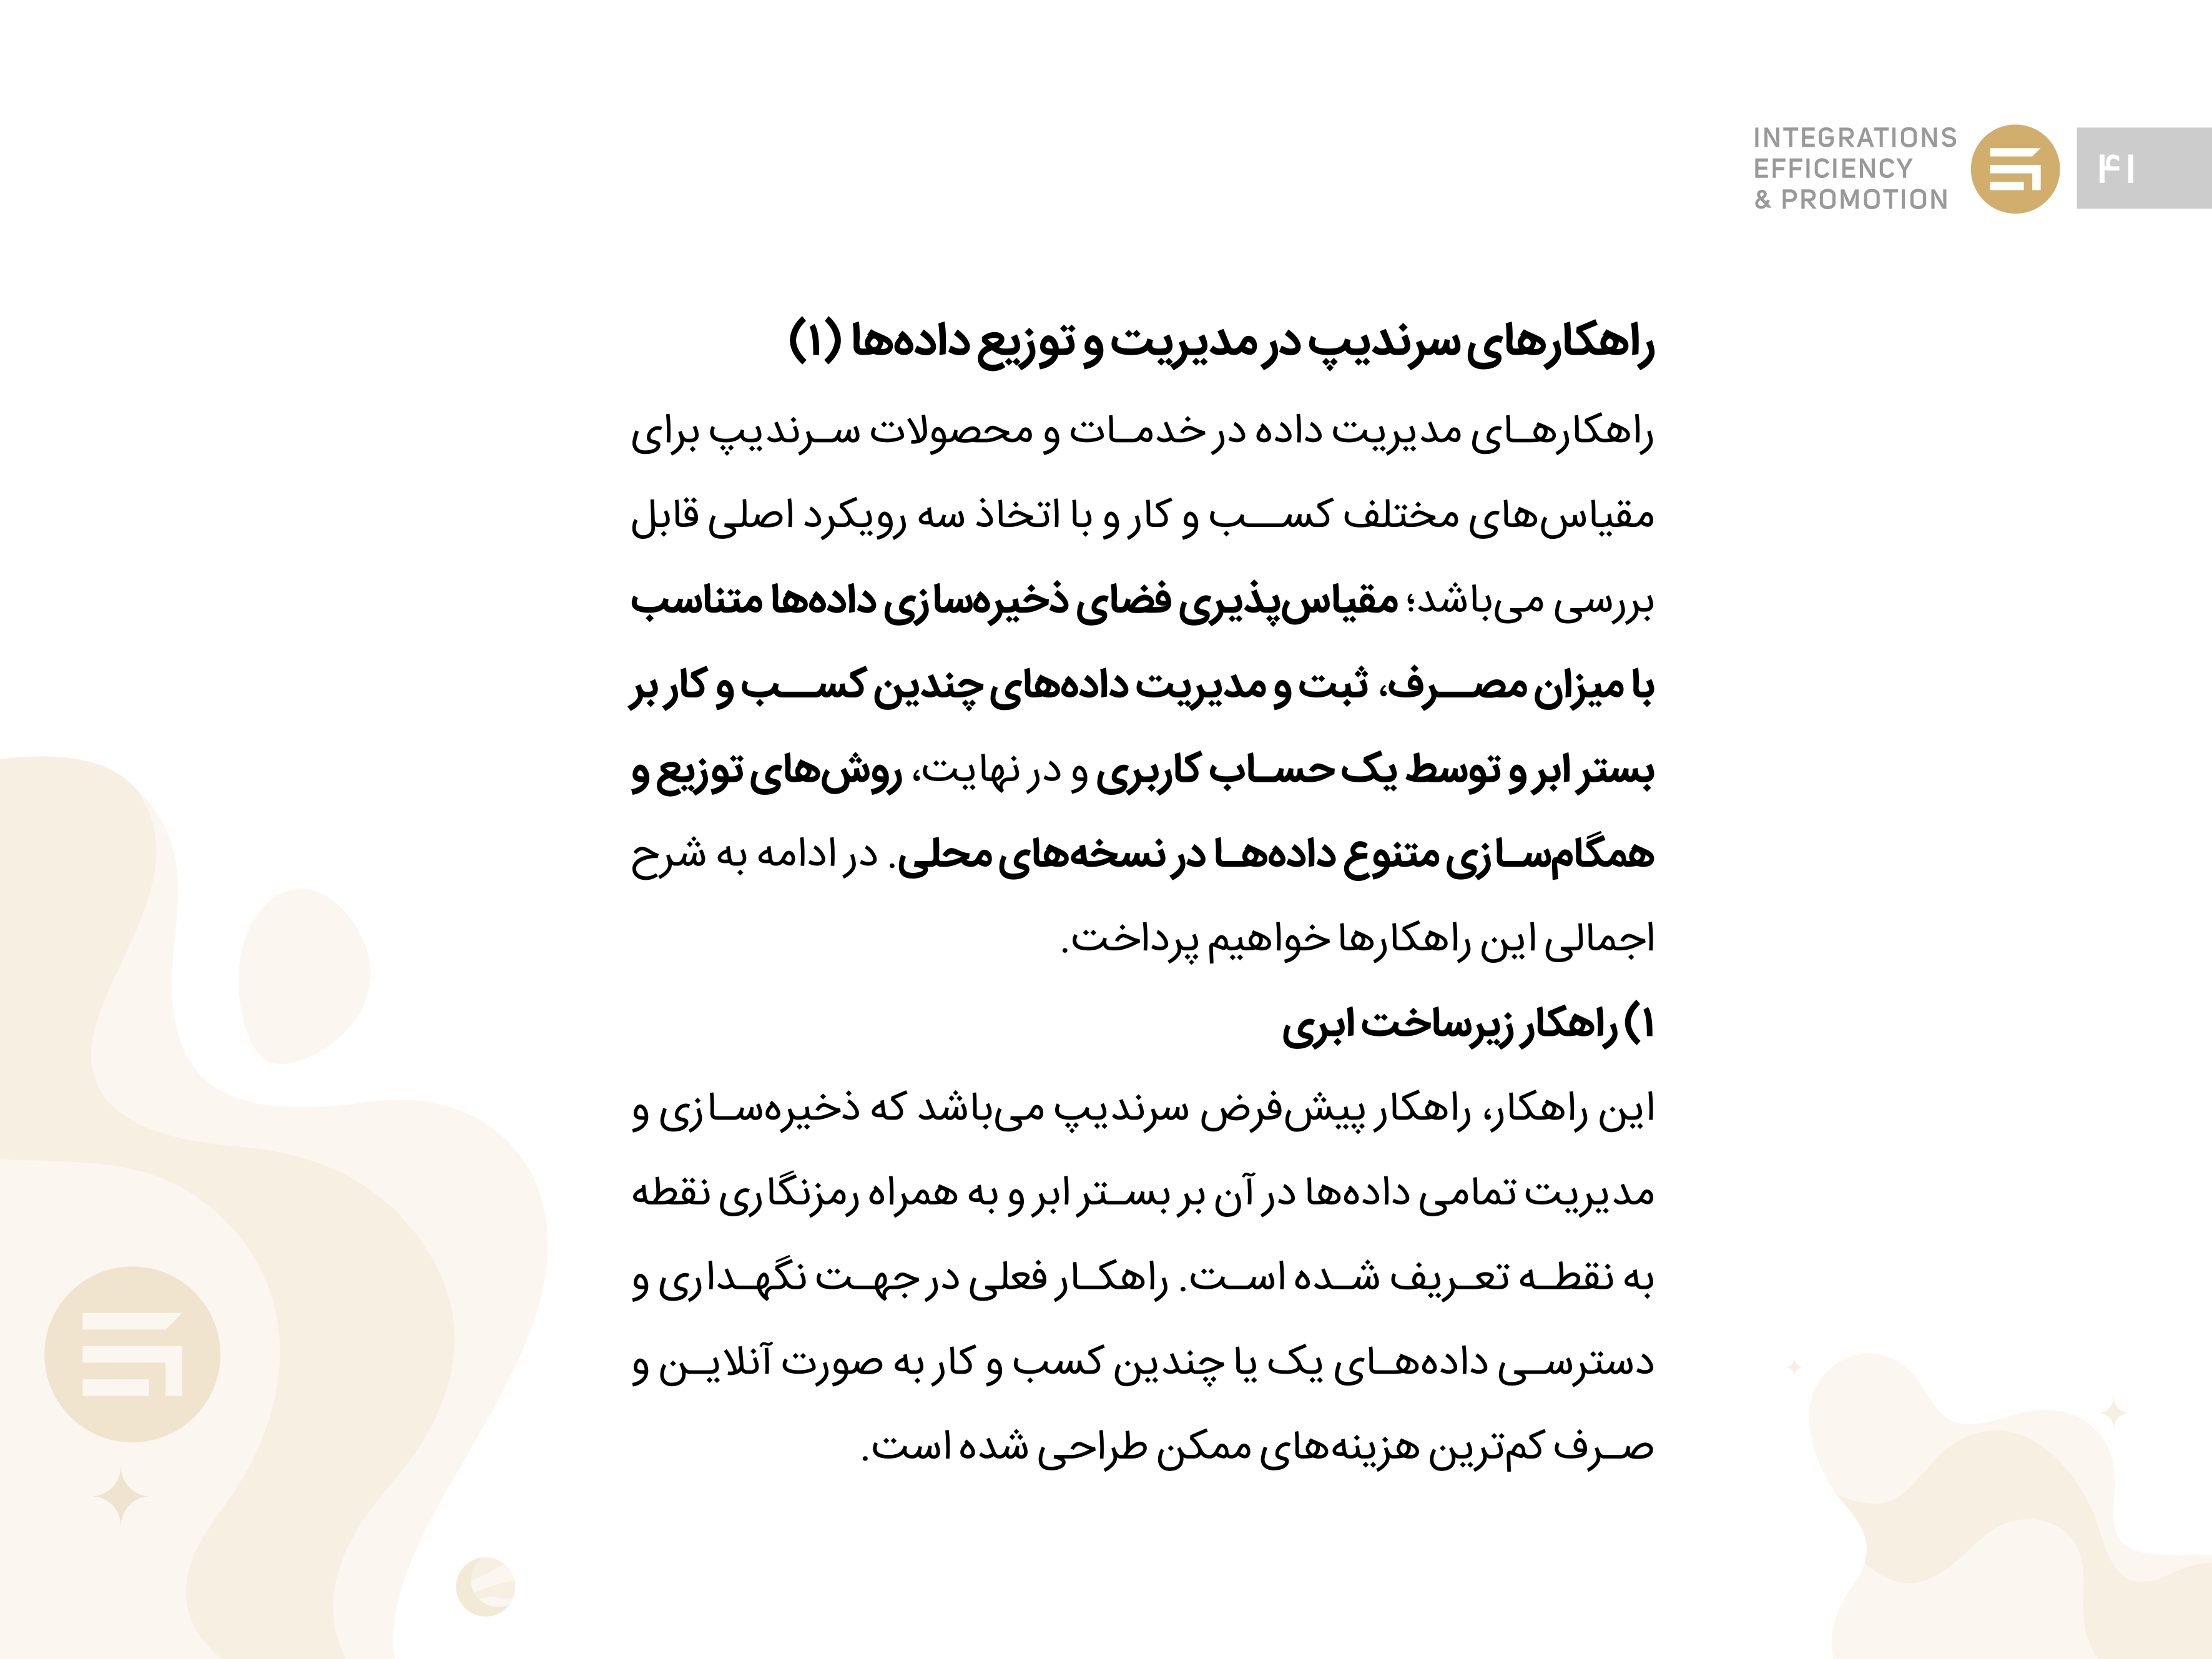 INTEGRATIONS
EFFICIENCY
& PROMOTION
۴۱
راهکارهای سرندیپ در مدیریت و توزیع داده‌ها (۱)
راهکارهـای مدیریت داده در خدمـات و محصولات سـرندیپ برای
مقیاس‌های مختلف کســب و کار و با اتخاذ سه رویکرد اصلی قابل
بررسی می‌باشد؛ مقیاس‌پذیری فضای ذخیره‌سازی داده‌ها متناسب
با میزان مصــرف، ثبت و مدیریت داده‌های چندین کســب و کار بر
بستر ابر و توسط یک حسـاب کاربری و در نهایت، روش‌های توزیع و
همگام‌سـازی متنوع داده‌هـا در نسخه‌های محلی. در ادامه به شرح
اجمالی این راهکارها خواهیم پرداخت.
۱) راهکار زیرساخت ابری
این راهکار، راهکار پیش‌فرض سرندیپ می‌باشد که ذخیره‌سـازی و
مدیریت تمامی داده‌ها در آن بر بسـتر ابر و به همراه رمزنگاری نقطه
به نقطـه تعـریف شـده اسـت. راهکـار فعلی در جهـت نگهـداری و
دسترسـی داده‌هـای یک یا چندین کسب و کار به صورت آنلایـن و
صـرف کم‌ترین هزینه‌های ممکن طراحی شده است.